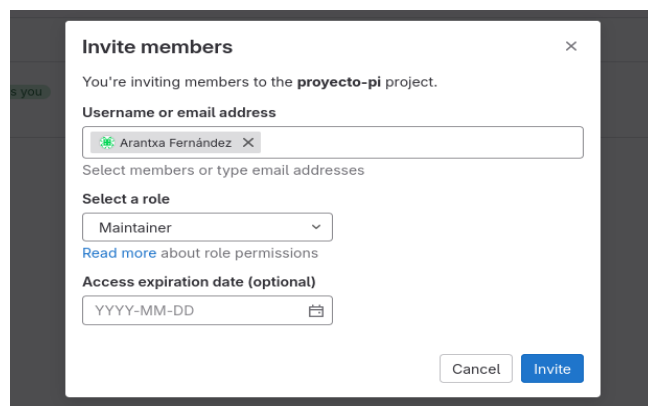 Invite members
You're inviting members to the proyecto-pi project.
s you
Username or email address
Arantxa Fernández
Select members or type email addresses
Select a role
Maintainer
Read more about role permissions
Access expiration date (optional)
YYYY-MM-DD
Cancel Invite